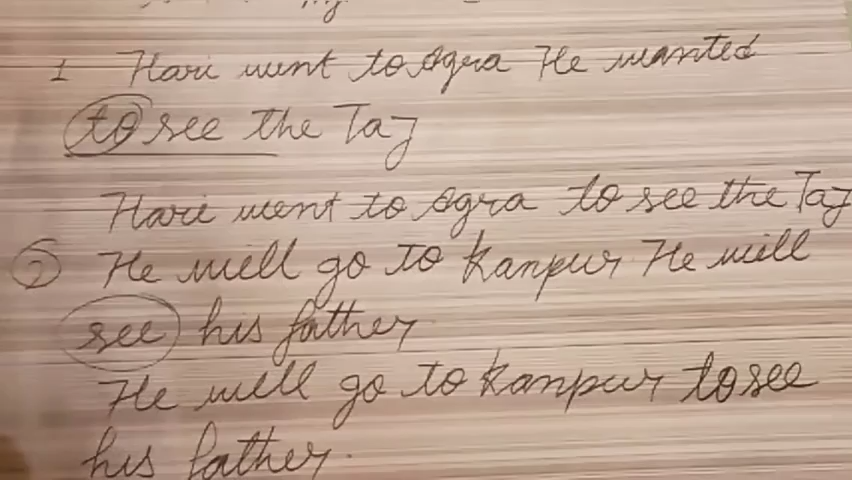 1 Hari went to Agra He wanted
to see the Taj
Hari went to Agra to see the Taj
2 He will go to Kanpur He will
see his father
He will go to Kanpur to see
his father.